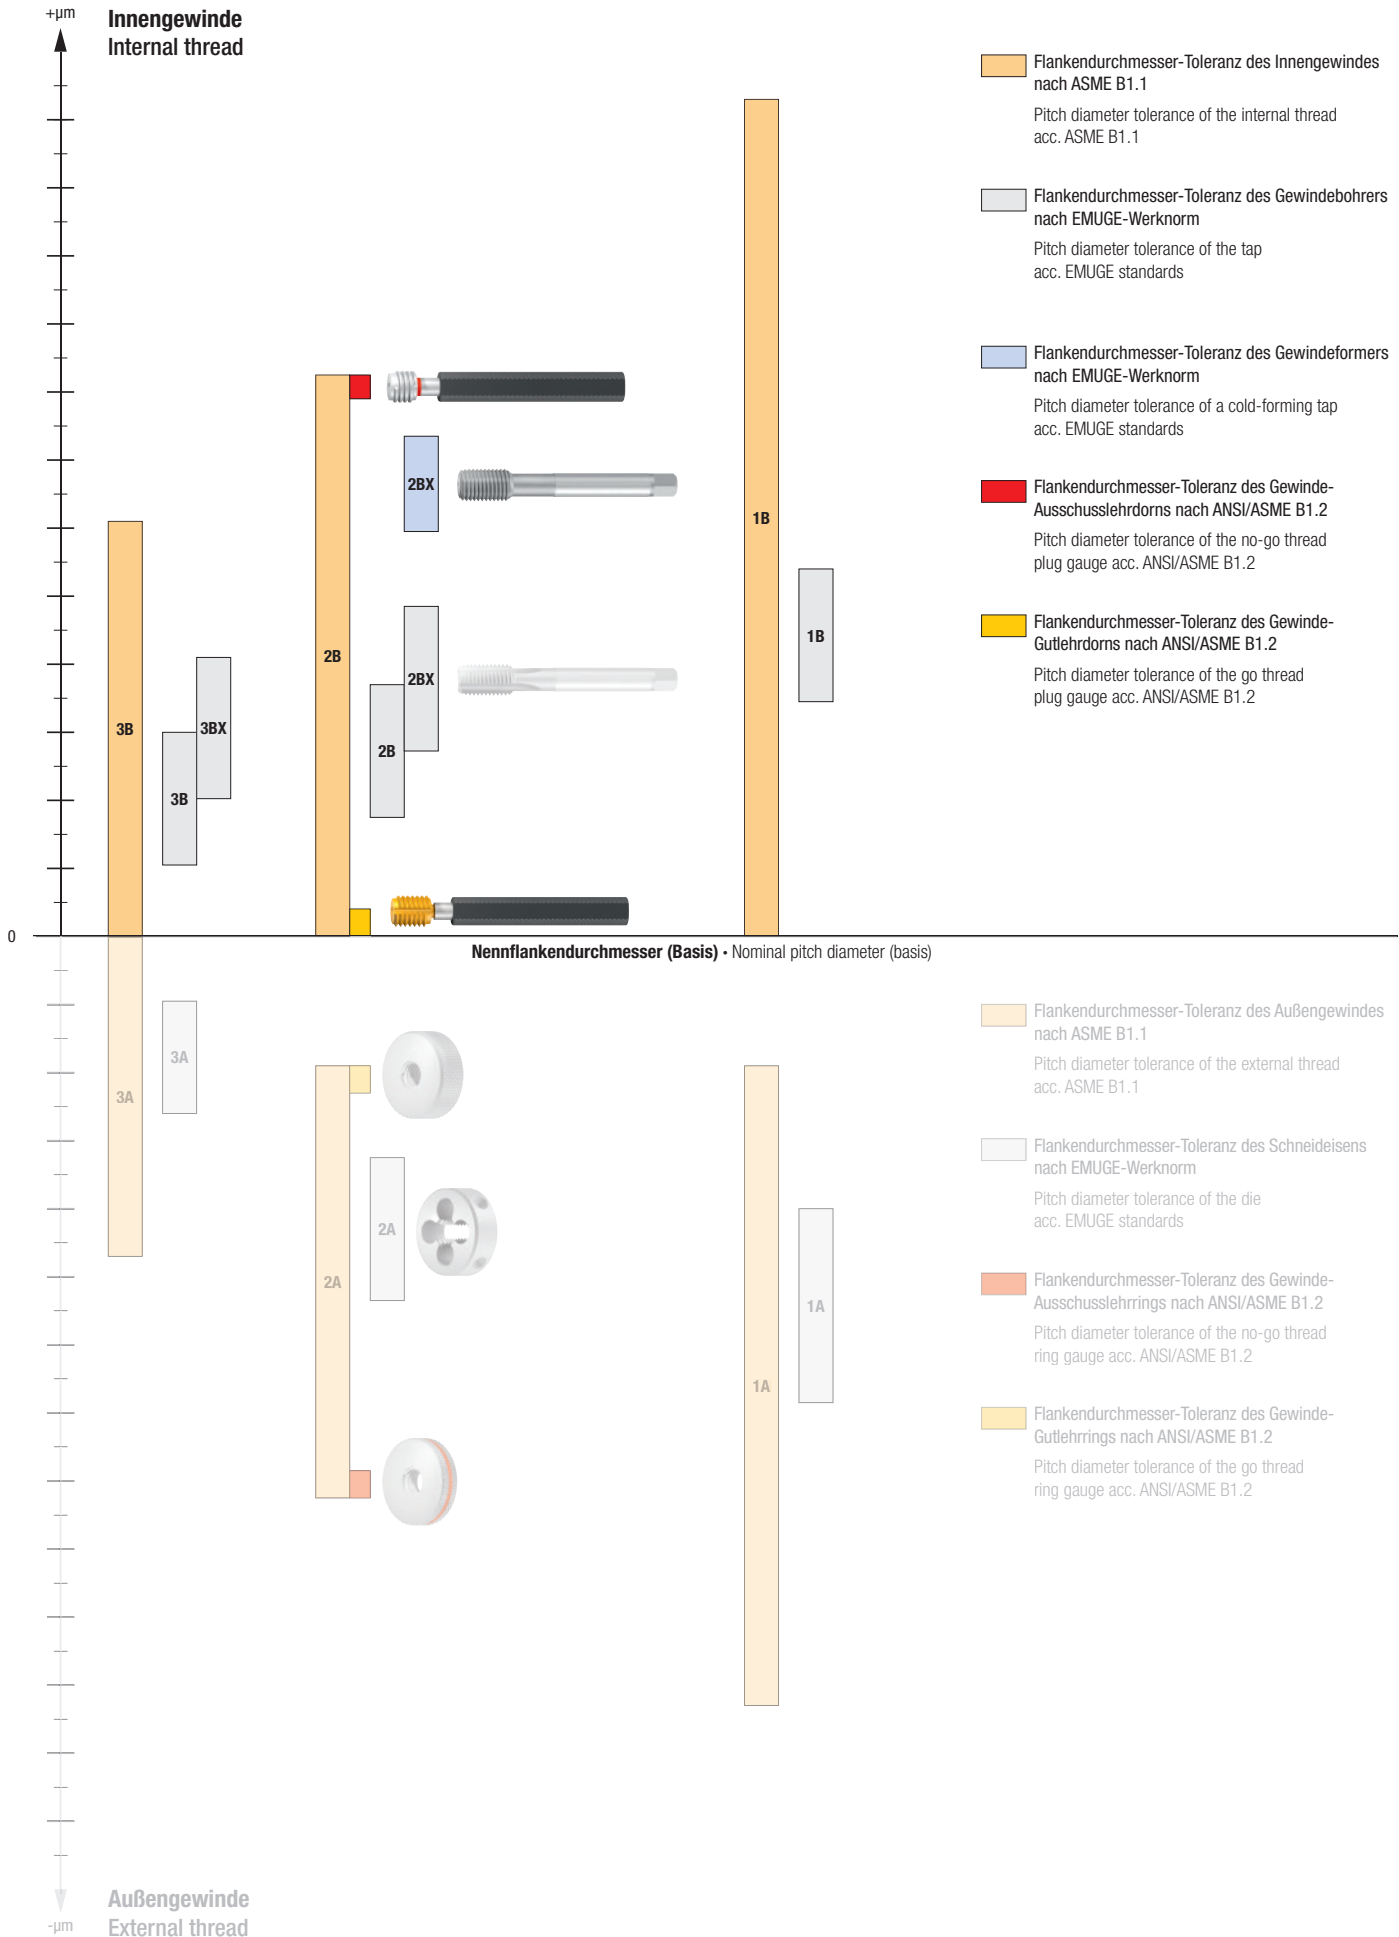 +µm
Innengewinde
Internal thread
Flankendurchmesser-Toleranz des Innengewindes
nach ASME B1.1
Pitch diameter tolerance of the internal thread
acc. ASME B1.1
Flankendurchmesser-Toleranz des Gewindebohrers
nach EMUGE-Werknorm
Pitch diameter tolerance of the tap
acc. EMUGE standards
Flankendurchmesser-Toleranz des Gewindeformers
nach EMUGE-Werknorm
Pitch diameter tolerance of a cold-forming tap
acc. EMUGE standards
Flankendurchmesser-Toleranz des Gewinde-
Ausschusslehrdorns nach ANSI/ASME B1.2
Pitch diameter tolerance of the no-go thread
plug gauge acc. ANSI/ASME B1.2
Flankendurchmesser-Toleranz des Gewinde-
Gutlehrdorns nach ANSI/ASME B1.2
Pitch diameter tolerance of the go thread
plug gauge acc. ANSI/ASME B1.2
2BX
1B
1B
2B
2BX
3B
3BX
2B
3B
0
Nennflankendurchmesser (Basis) • Nominal pitch diameter (basis)
Flankendurchmesser-Toleranz des Außengewindes
nach ASME B1.1
Pitch diameter tolerance of the external thread
acc. ASME B1.1
Flankendurchmesser-Toleranz des Schneideisens
nach EMUGE-Werknorm
Pitch diameter tolerance of the die
acc. EMUGE standards
Flankendurchmesser-Toleranz des Gewinde-
Ausschusslehrrings nach ANSI/ASME B1.2
Pitch diameter tolerance of the no-go thread
ring gauge acc. ANSI/ASME B1.2
Flankendurchmesser-Toleranz des Gewinde-
Gutlehrrings nach ANSI/ASME B1.2
Pitch diameter tolerance of the go thread
ring gauge acc. ANSI/ASME B1.2
3A
3A
2A
2A
1A
1A
Außengewinde
External thread
-µm